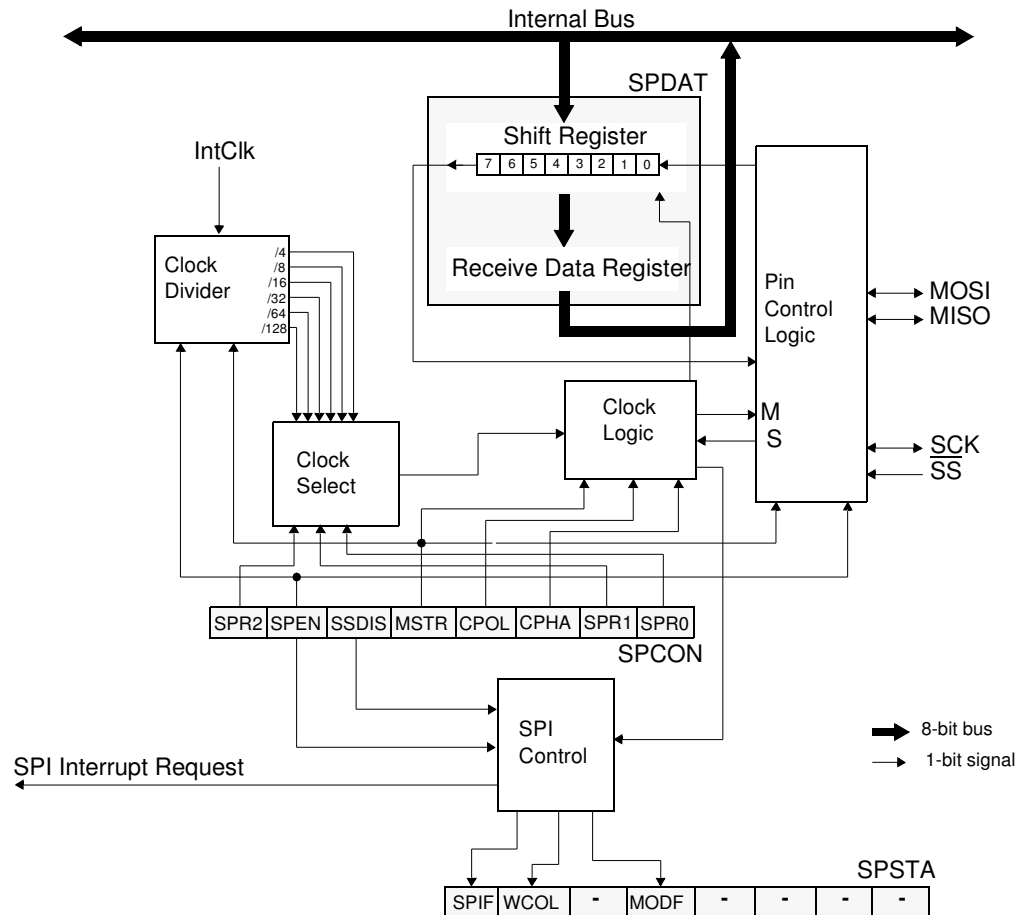 Internal Bus
SPDAT
Shift Register
7 6 5 4 3 2 1 0
IntClk
Clock
Divider
/4
/8
/16
/32
/64
/128
Receive Data Register
Pin
Control
Logic
MOSI
MISO
Clock
Logic
M
S
SCK
SS
Clock
Select
SPR2 SPEN SSDIS MSTR CPOL CPHA SPR1 SPR0
SPCON
SPI
Control
8-bit bus
1-bit signal
SPI Interrupt Request
SPSTA
SPIF WCOL - MODF - - - -